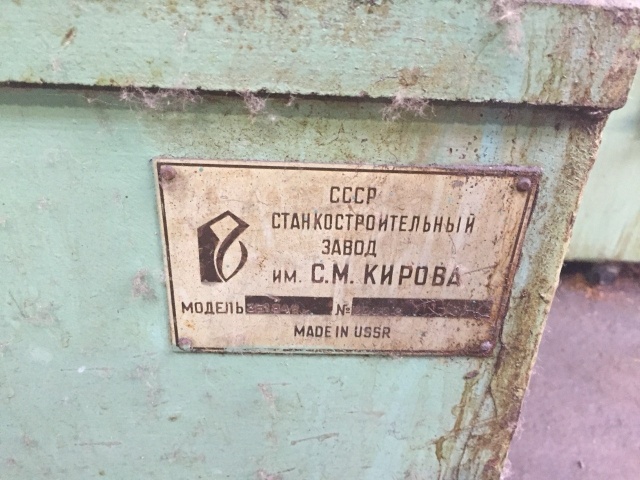 СССР
СТАНКОСТРОИТЕЛЬНЫЙ
ЗАВОД
им. С.М. КИРОВА
МОДЕЛЬ №
MADE IN USSR